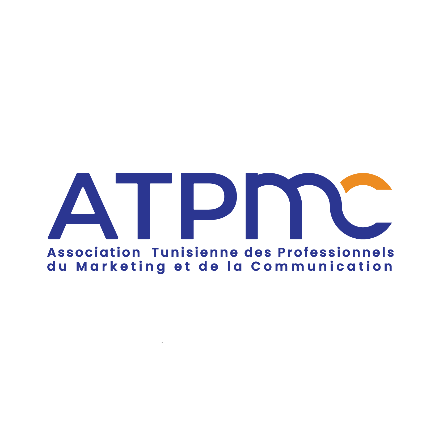 ATPMC
Association Tunisienne des Professionnels
du Marketing et de la Communication